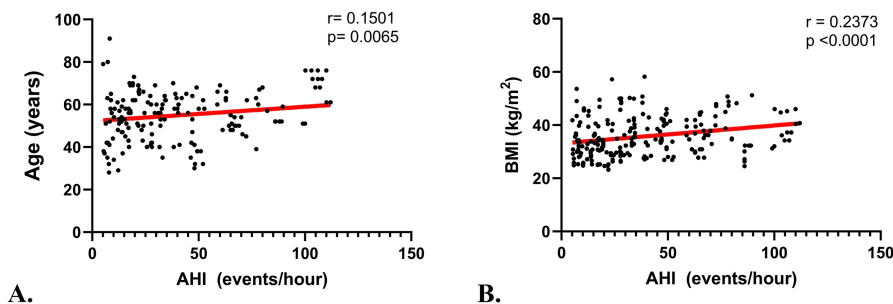 r= 0.1501
p= 0.0065
100
80
60
40
20
0
Age (years)
0
50
100
150
AHI (events/hour)
A.
r = 0.2373
p <0.0001
80
60
40
20
0
BMI (kg/m²)
0
50
100
150
AHI (events/hour)
B.